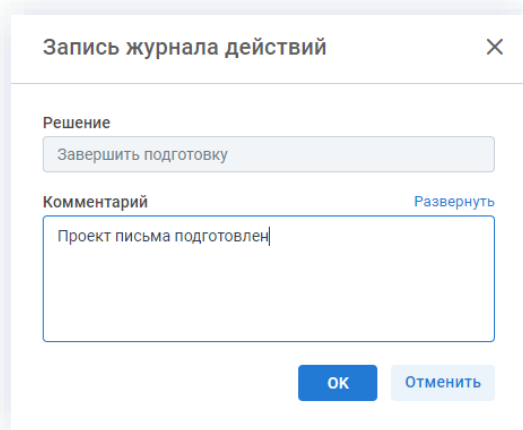 Запись журнала действий
Решение
Завершить подготовку
Комментарий Развернуть
Проект письма подготовлен
ОК Отменить